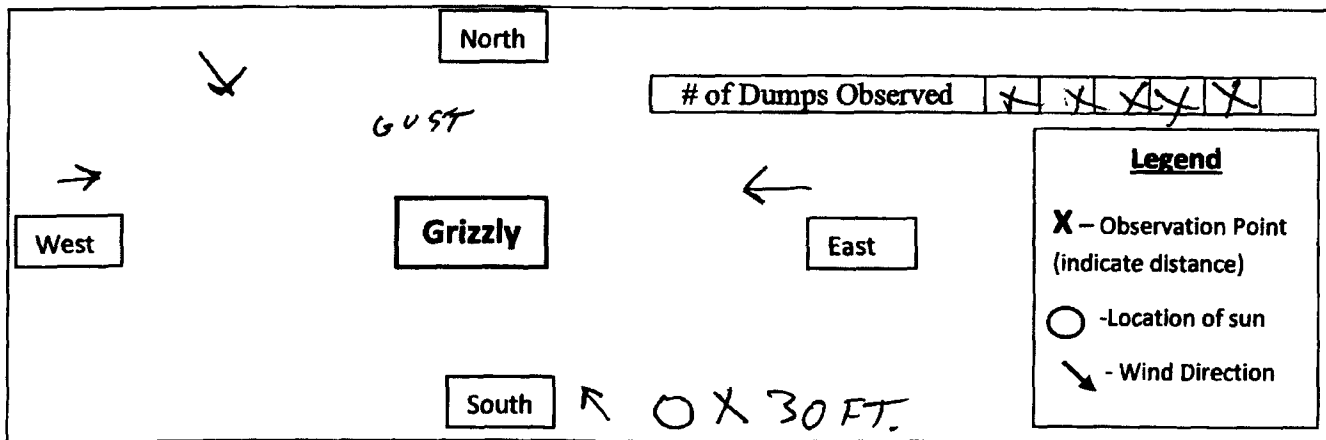 North
# of Dumps Observed X X X X X
GUST
Legend
X – Observation Point
(indicate distance)
West
Grizzly
East
-Location of sun
- Wind Direction
South
O X 30 FT.